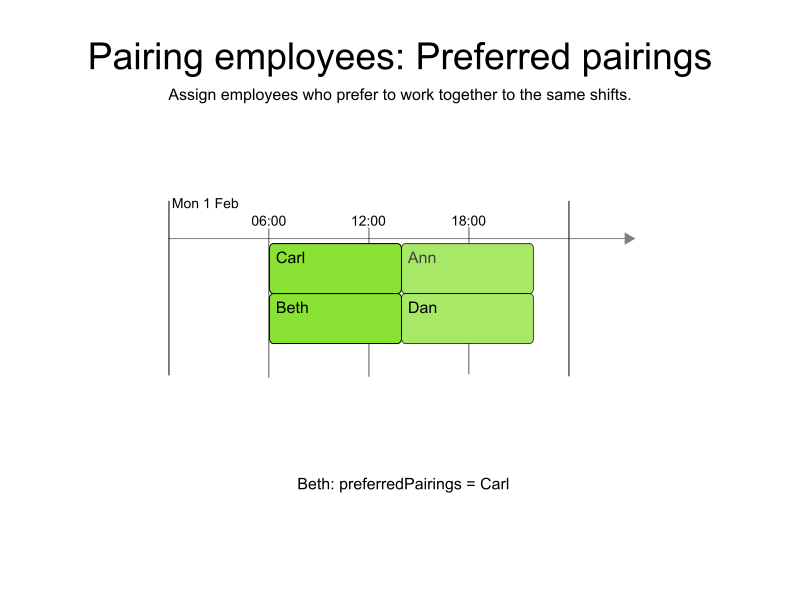 Pairing employees: Preferred pairings
Assign employees who prefer to work together to the same shifts.
Mon 1 Feb
06:00 12:00 18:00
Carl Ann
Beth Dan
Beth: preferredPairings = Carl